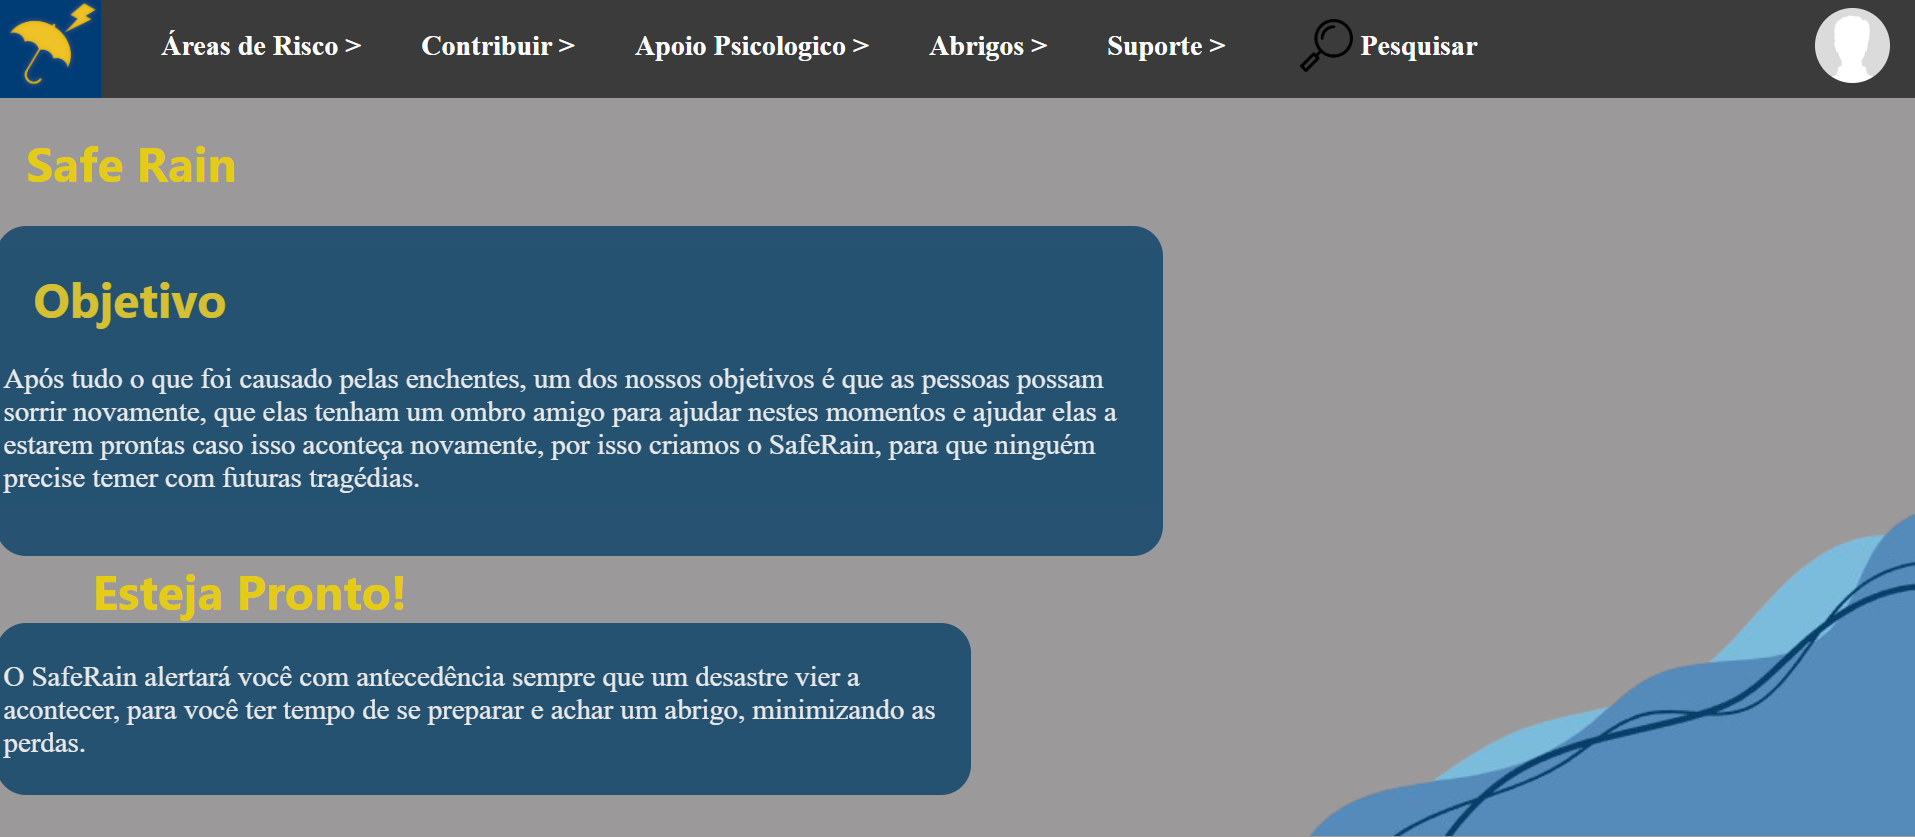 Áreas de Risco >
Contribuir >
Apoio Psicologico >
Abrigos >
Suporte >
Pesquisar
Safe Rain
Objetivo
Após tudo o que foi causado pelas enchentes, um dos nossos objetivos é que as pessoas possam
sorrir novamente, que elas tenham um ombro amigo para ajudar nestes momentos e ajudar elas a
estarem prontas caso isso aconteça novamente, por isso criamos o SafeRain, para que ninguém
precise temer com futuras tragédias.
Esteja Pronto!
O SafeRain alertará você com antecedência sempre que um desastre vier a
acontecer, para você ter tempo de se preparar e achar um abrigo, minimizando as
perdas.